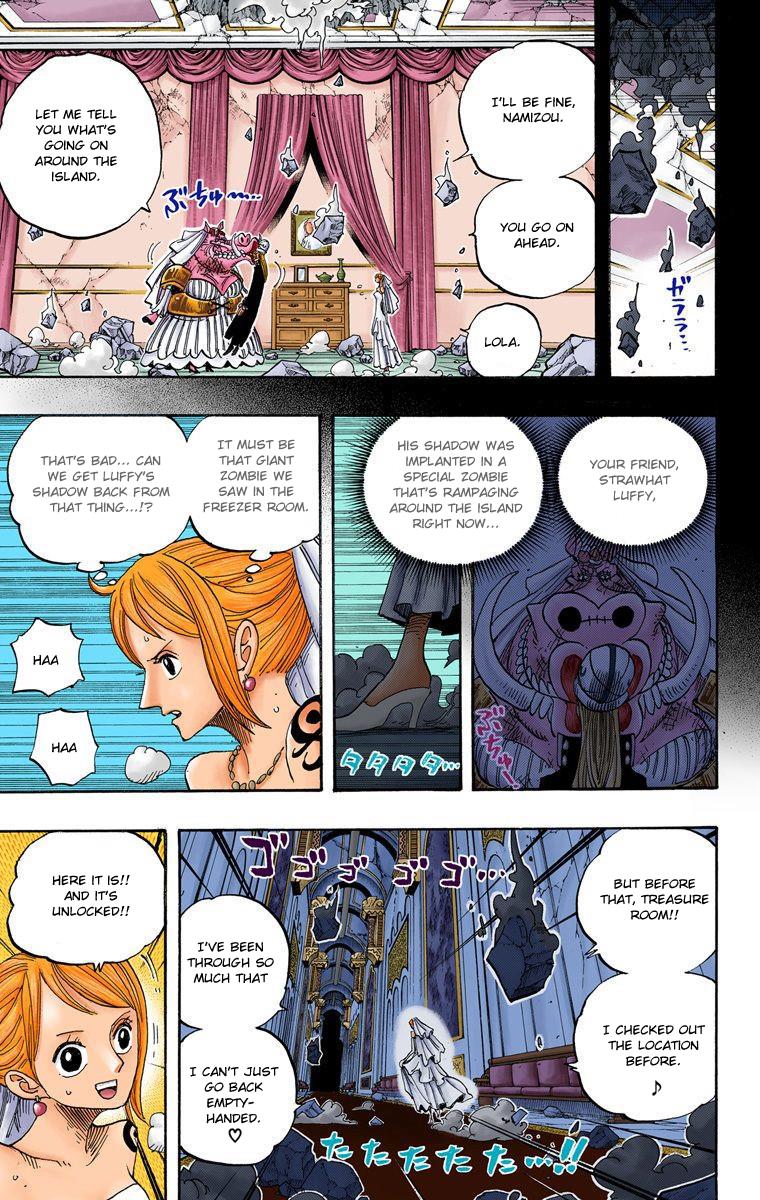 ガララ...
I'LL BE FINE,
NAMIZOU.
YOU GO ON
AHEAD.
LOLA.
LET ME TELL
YOU WHAT'S
GOING ON
AROUND THE
ISLAND.
ぶちゅ〜...
YOUR FRIEND,
STRAWHAT
LUFFY,
ぶちゅー!
HIS SHADOW WAS
IMPLANTED IN A
SPECIAL ZOMBIE
THAT'S RAMPAGING
AROUND THE ISLAND
RIGHT NOW...
タタタタ...
IT MUST BE
THAT GIANT
ZOMBIE WE
SAW IN THE
FREEZER ROOM.
THAT'S BAD... CAN
WE GET LUFFY'S
SHADOW BACK FROM
THAT THING...!?
HAA
HAA
BUT BEFORE
THAT, TREASURE
ROOM!!
I CHECKED OUT
THE LOCATION
BEFORE.
♪
ゴゴゴゴゴ...
I'VE BEEN
THROUGH SO
MUCH THAT
I CAN'T JUST
GO BACK
EMPTY-
HANDED.
♡
たたたたた...!!
HERE IT IS!!
AND IT'S
UNLOCKED!!